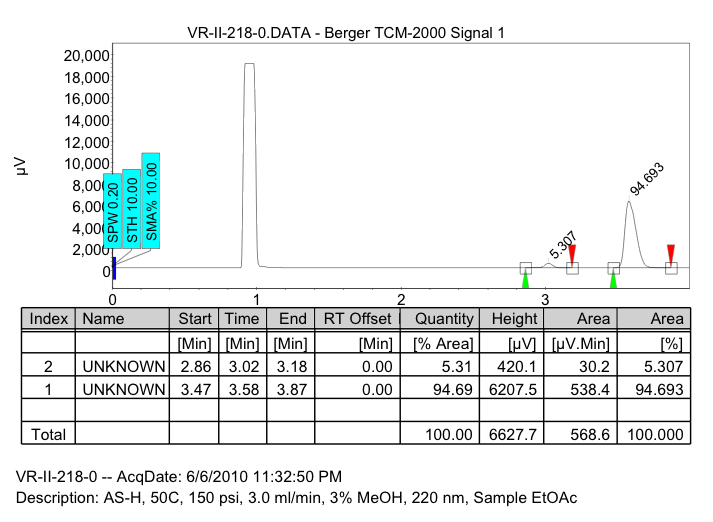 VR-II-218-0.DATA - Berger TCM-2000 Signal 1
20,000
18,000
16,000
14,000
12,000
10,000
8,000
6,000
4,000
2,000
0
µV
SPW 0.20
STH 10.00
SMA% 10.00
5.307
94.693
0 1 2 3
Index Name Start Time End RT Offset Quantity Height Area Area
[Min] [Min] [Min] [Min] [% Area] [µV] [µV.Min] [%]
2 UNKNOWN 2.86 3.02 3.18 0.00 5.31 420.1 30.2 5.307
1 UNKNOWN 3.47 3.58 3.87 0.00 94.69 6207.5 538.4 94.693
Total 100.00 6627.7 568.6 100.000
VR-II-218-0 -- AcqDate: 6/6/2010 11:32:50 PM
Description: AS-H, 50C, 150 psi, 3.0 ml/min, 3% MeOH, 220 nm, Sample EtOAc